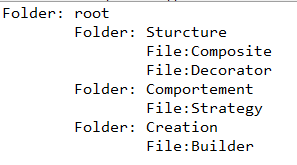 Folder: root
Folder: Sturcture
File:Composite
File:Decorator
Folder: Comportement
File:Strategy
Folder: Creation
File:Builder